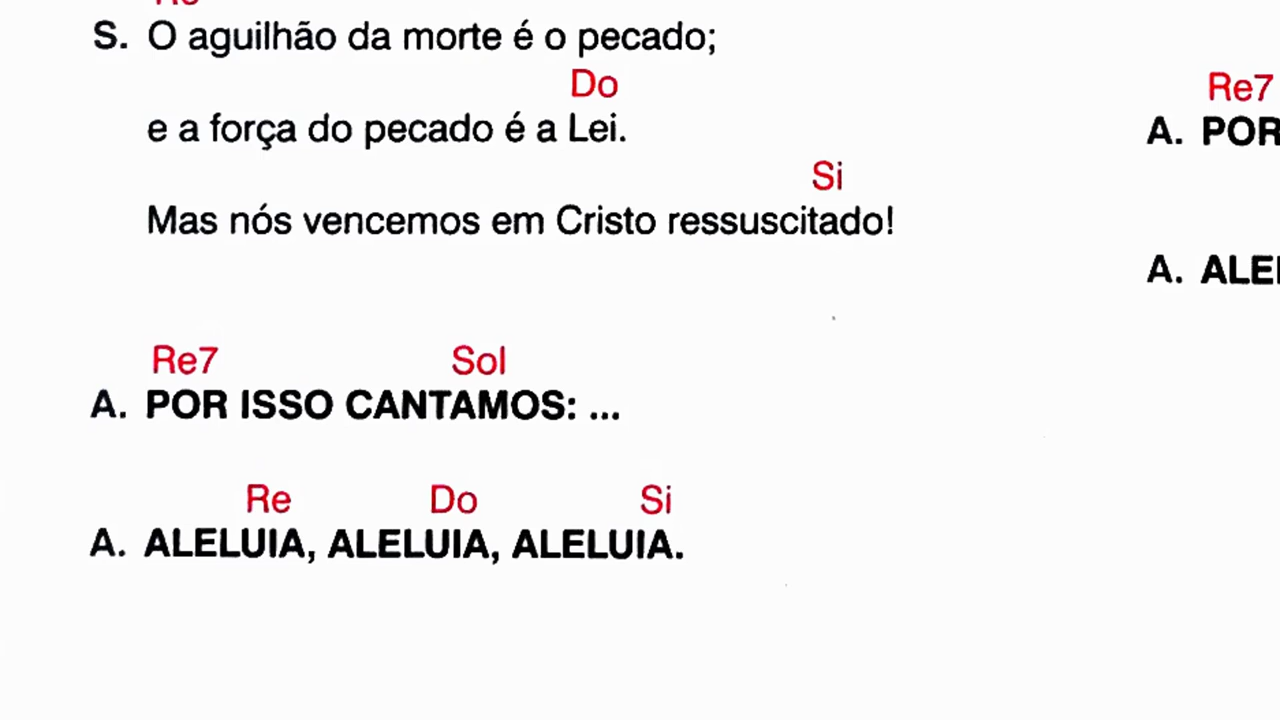 S. O aguilhão da morte é o pecado;
Do
e a força do pecado é a Lei.
Si
Mas nós vencemos em Cristo ressuscitado!
Re7 Sol
A. POR ISSO CANTAMOS: ...
Re Do Si
A. ALELUIA, ALELUIA, ALELUIA.
Re7
A. POR
A.